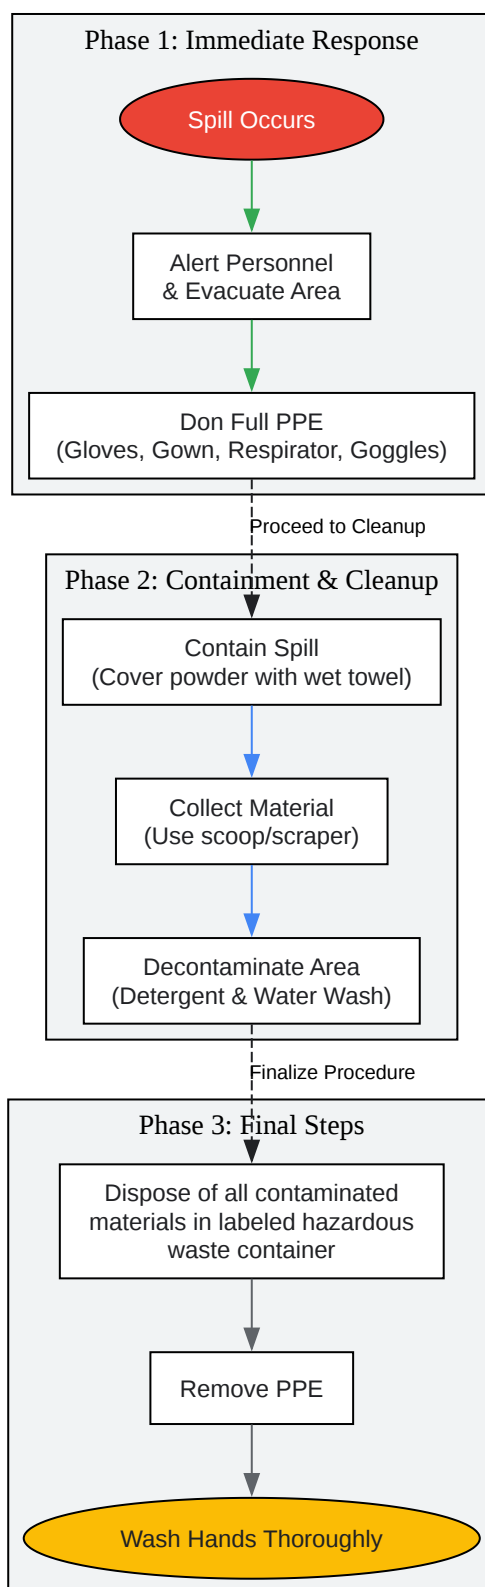 Phase 1: Immediate Response
Spill Occurs
Alert Personnel
& Evacuate Area
Don Full PPE
(Gloves, Gown, Respirator, Goggles)
Proceed to Cleanup
Phase 2: Containment & Cleanup
Contain Spill
(Cover powder with wet towel)
Collect Material
(Use scoop/scraper)
Decontaminate Area
(Detergent & Water Wash)
Finalize Procedure
Phase 3: Final Steps
Dispose of all contaminated
materials in labeled hazardous
waste container
Remove PPE
Wash Hands Thoroughly